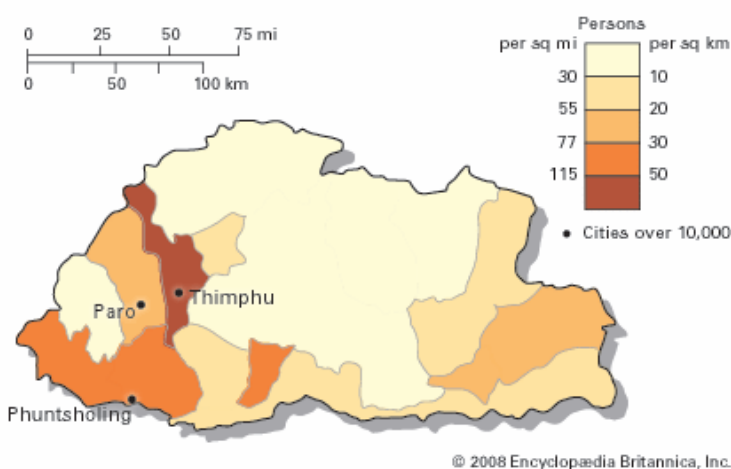 Persons
per sq mi per sq km
0 25 50 75 mi
0 50 100 km
30 10
55 20
77 30
115 50
Cities over 10,000
Thimphu
Paro
Phuntsholing
© 2008 Encyclopædia Britannica, Inc.